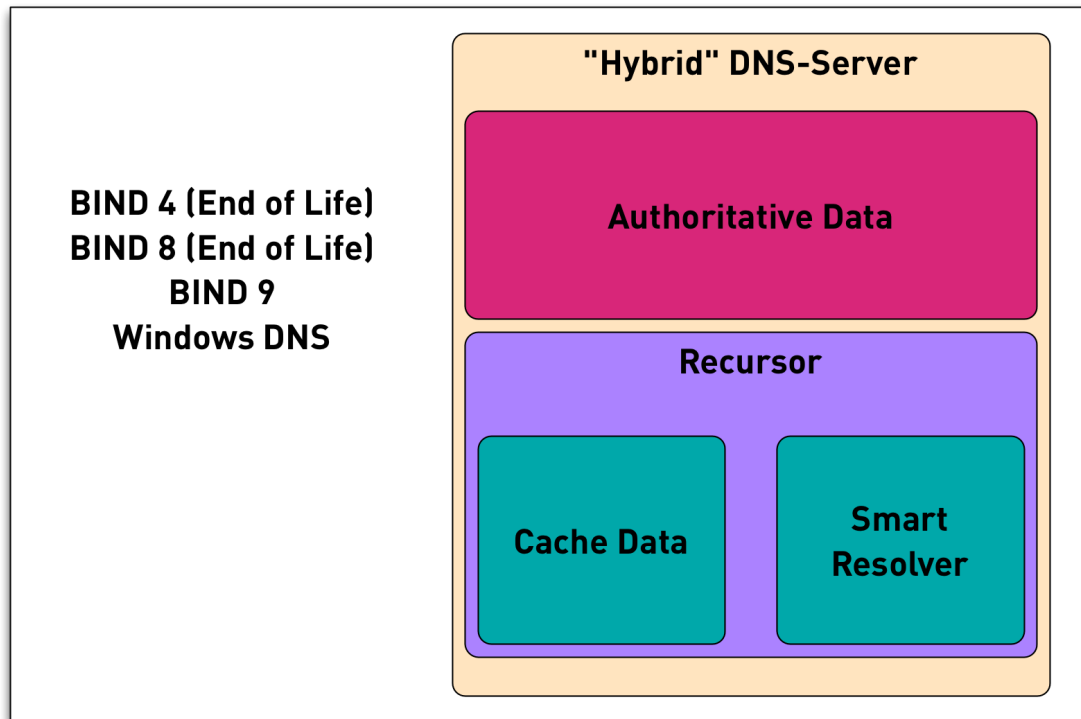 BIND 4 (End of Life)
BIND 8 (End of Life)
BIND 9
Windows DNS
"Hybrid" DNS-Server
Authoritative Data
Recursor
Cache Data
Smart
Resolver